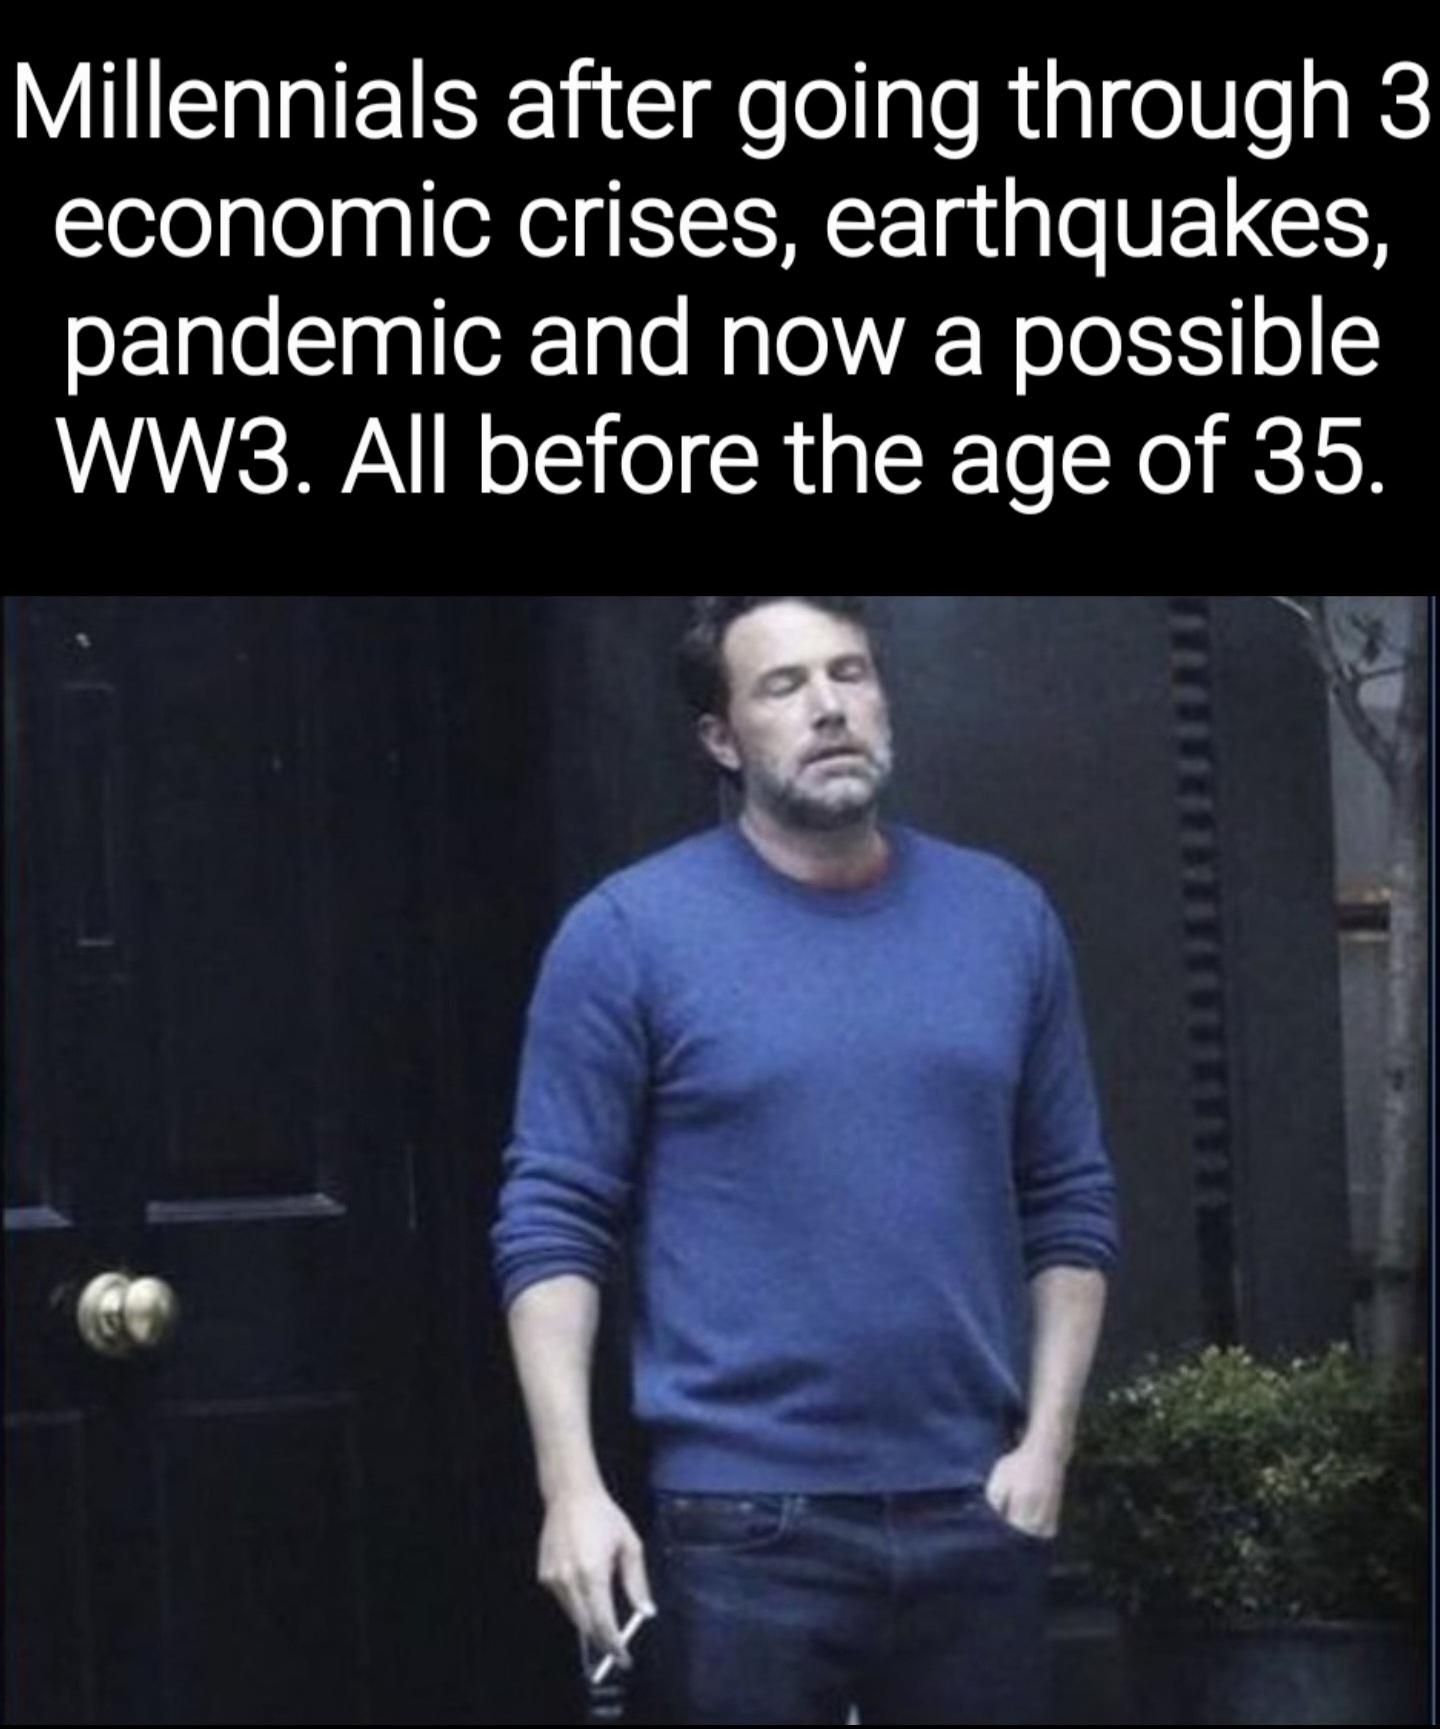 Millennials after going through 3
economic crises, earthquakes,
pandemic and now a possible
WW3. All before the age of 35.